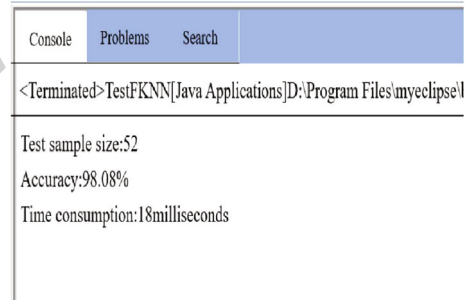 Console Problems Search
<Terminated>TestFKNN[Java Applications]D:\Program Files\myeclipse\
Test sample size:52
Accuracy:98.08%
Time consumption:18milliseconds